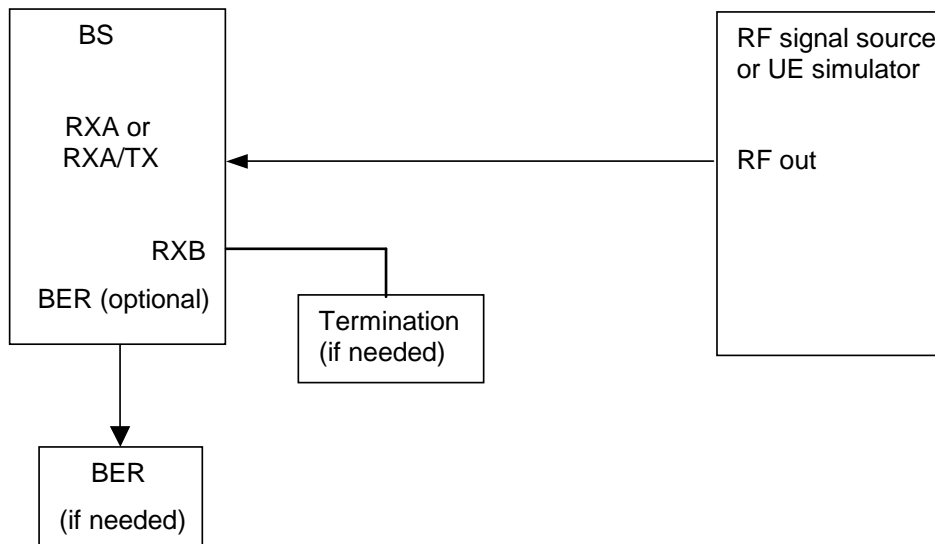 BS
RXA or
RXA/TX
RXB
BER (optional)
RF signal source
or UE simulator
RF out
Termination
(if needed)
BER
(if needed)